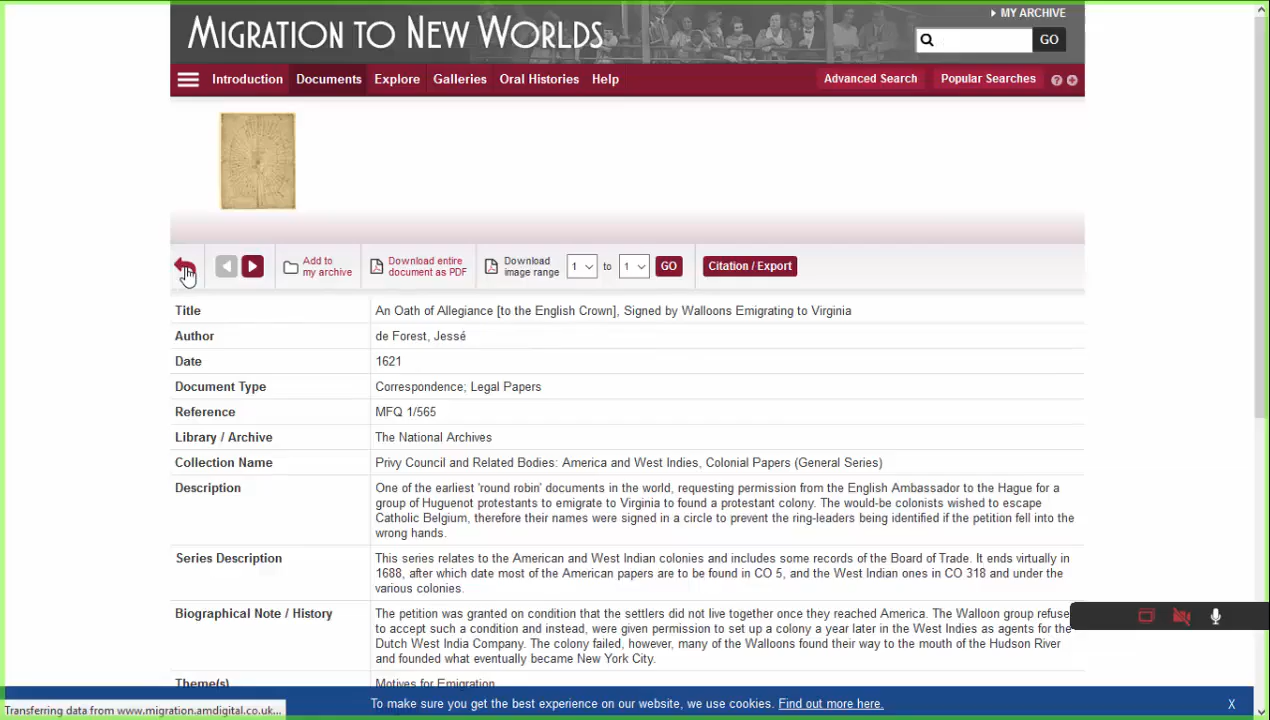 MIGRATION TO NEW WORLDS
MY ARCHIVE
GO
Introduction Documents Explore Galleries Oral Histories Help Advanced Search Popular Searches
Add to my archive
Download entire document as PDF
Download image range 1 to 1 GO
Citation / Export
Title An Oath of Allegiance [to the English Crown], Signed by Walloons Emigrating to Virginia
Author de Forest, Jessé
Date 1621
Document Type Correspondence; Legal Papers
Reference MFQ 1/565
Library / Archive The National Archives
Collection Name Privy Council and Related Bodies: America and West Indies, Colonial Papers (General Series)
Description One of the earliest 'round robin' documents in the world, requesting permission from the English Ambassador to the Hague for a
group of Huguenot protestants to emigrate to Virginia to found a protestant colony. The would-be colonists wished to escape
Catholic Belgium, therefore their names were signed in a circle to prevent the ring-leaders being identified if the petition fell into the
wrong hands.
Series Description This series relates to the American and West Indian colonies and includes some records of the Board of Trade. It ends virtually in
1688, after which date most of the American papers are to be found in CO 5, and the West Indian ones in CO 318 and under the
various colonies.
Biographical Note / History The petition was granted on condition that the settlers did not live together once they reached America. The Walloon group refuse
to accept such a condition and instead, were given permission to set up a colony a year later in the West Indies as agents for the
Dutch West India Company. The colony failed, however, many of the Walloons found their way to the mouth of the Hudson River
and founded what eventually became New York City.
Theme(s) Motives for Emigration
To make sure you get the best experience on our website, we use cookies. Find out more here. X
Transferring data from www.migration.amdigital.co.uk...